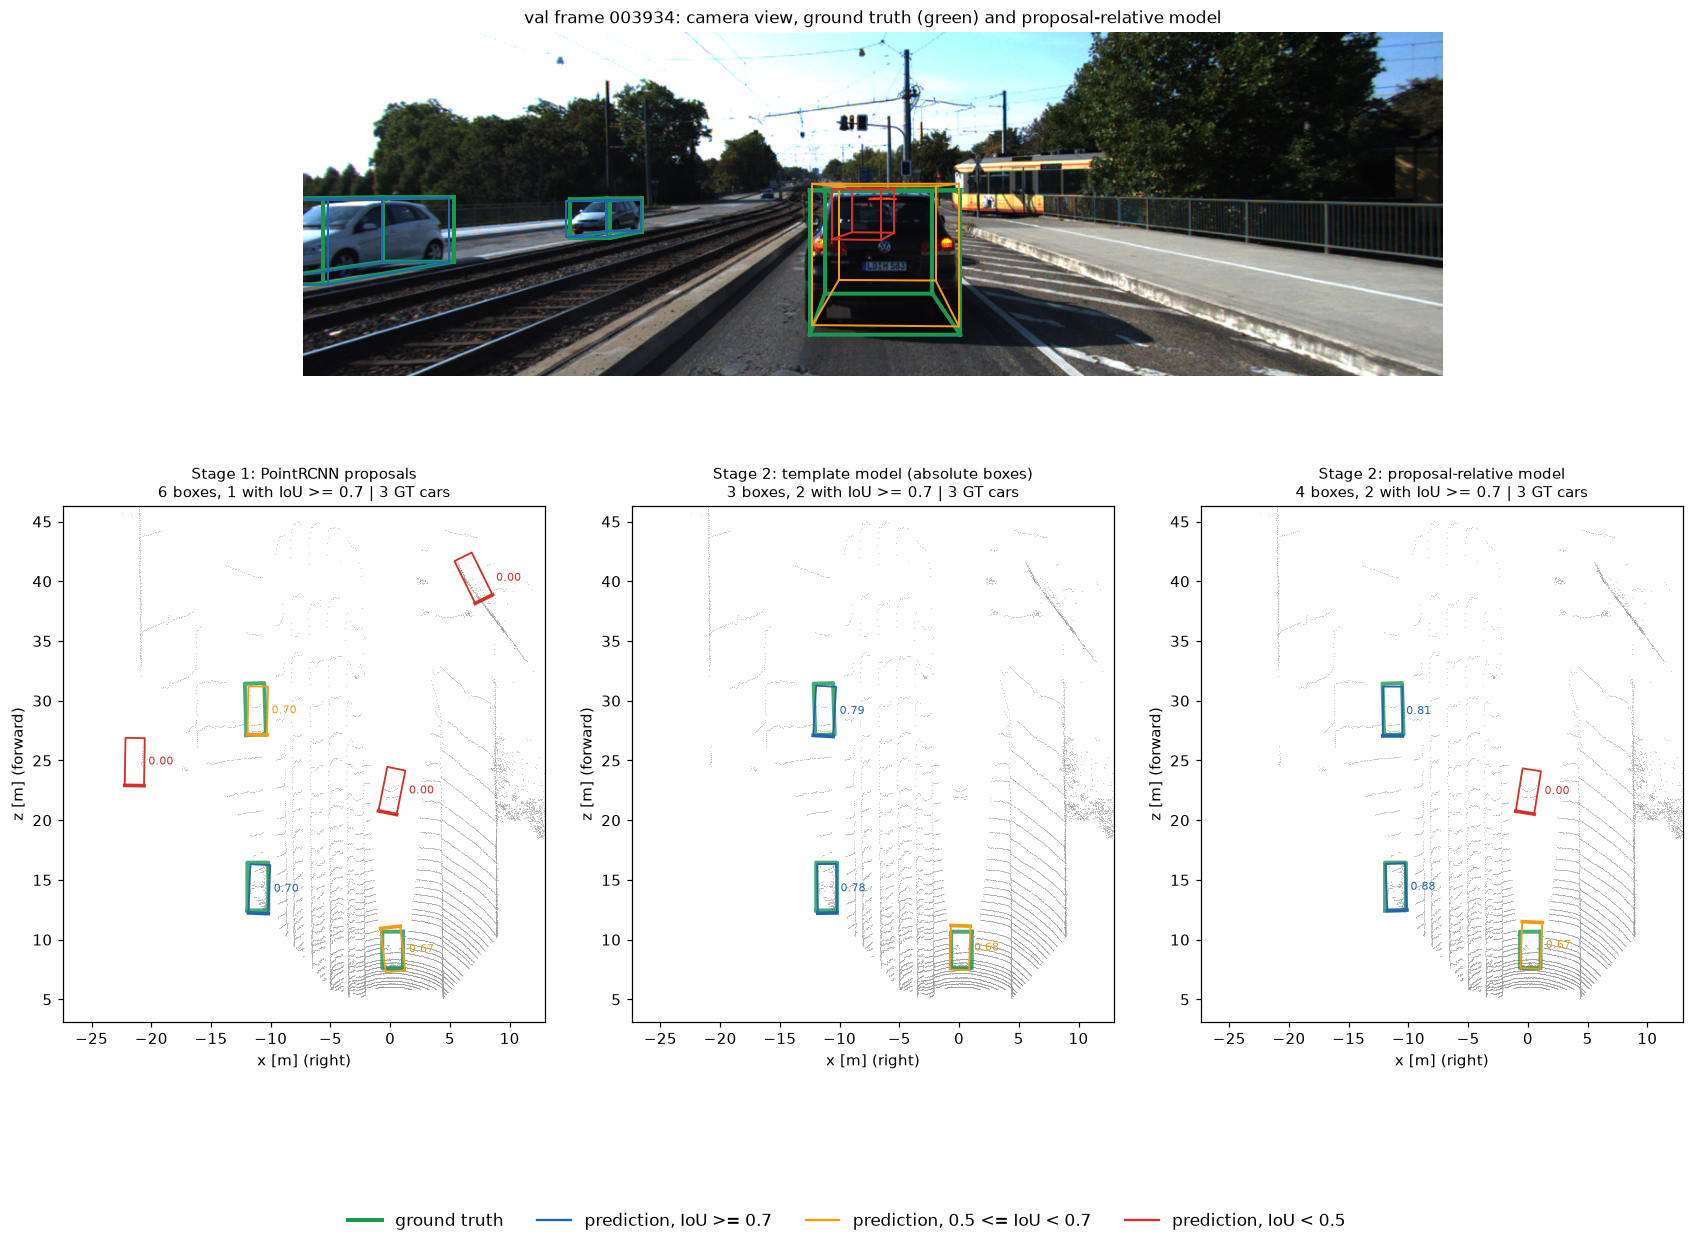 val frame 003934: camera view, ground truth (green) and proposal-relative model
LDIM 583
Stage 1: PointRCNN proposals
6 boxes, 1 with IoU >= 0.7 | 3 GT cars
Stage 2: template model (absolute boxes)
3 boxes, 2 with IoU >= 0.7 | 3 GT cars
Stage 2: proposal-relative model
4 boxes, 2 with IoU >= 0.7 | 3 GT cars
z [m] (forward)
45
40
35
30
25
20
15
10
5
0.00
0.70
0.00
0.00
0.70
0.67
−25 −20 −15 −10 −5 0 5 10
x [m] (right)
z [m] (forward)
45
40
35
30
25
20
15
10
5
0.79
0.78
0.68
−25 −20 −15 −10 −5 0 5 10
x [m] (right)
z [m] (forward)
45
40
35
30
25
20
15
10
5
0.81
0.00
0.88
0.67
−25 −20 −15 −10 −5 0 5 10
x [m] (right)
ground truth
prediction, IoU >= 0.7
prediction, 0.5 <= IoU < 0.7
prediction, IoU < 0.5